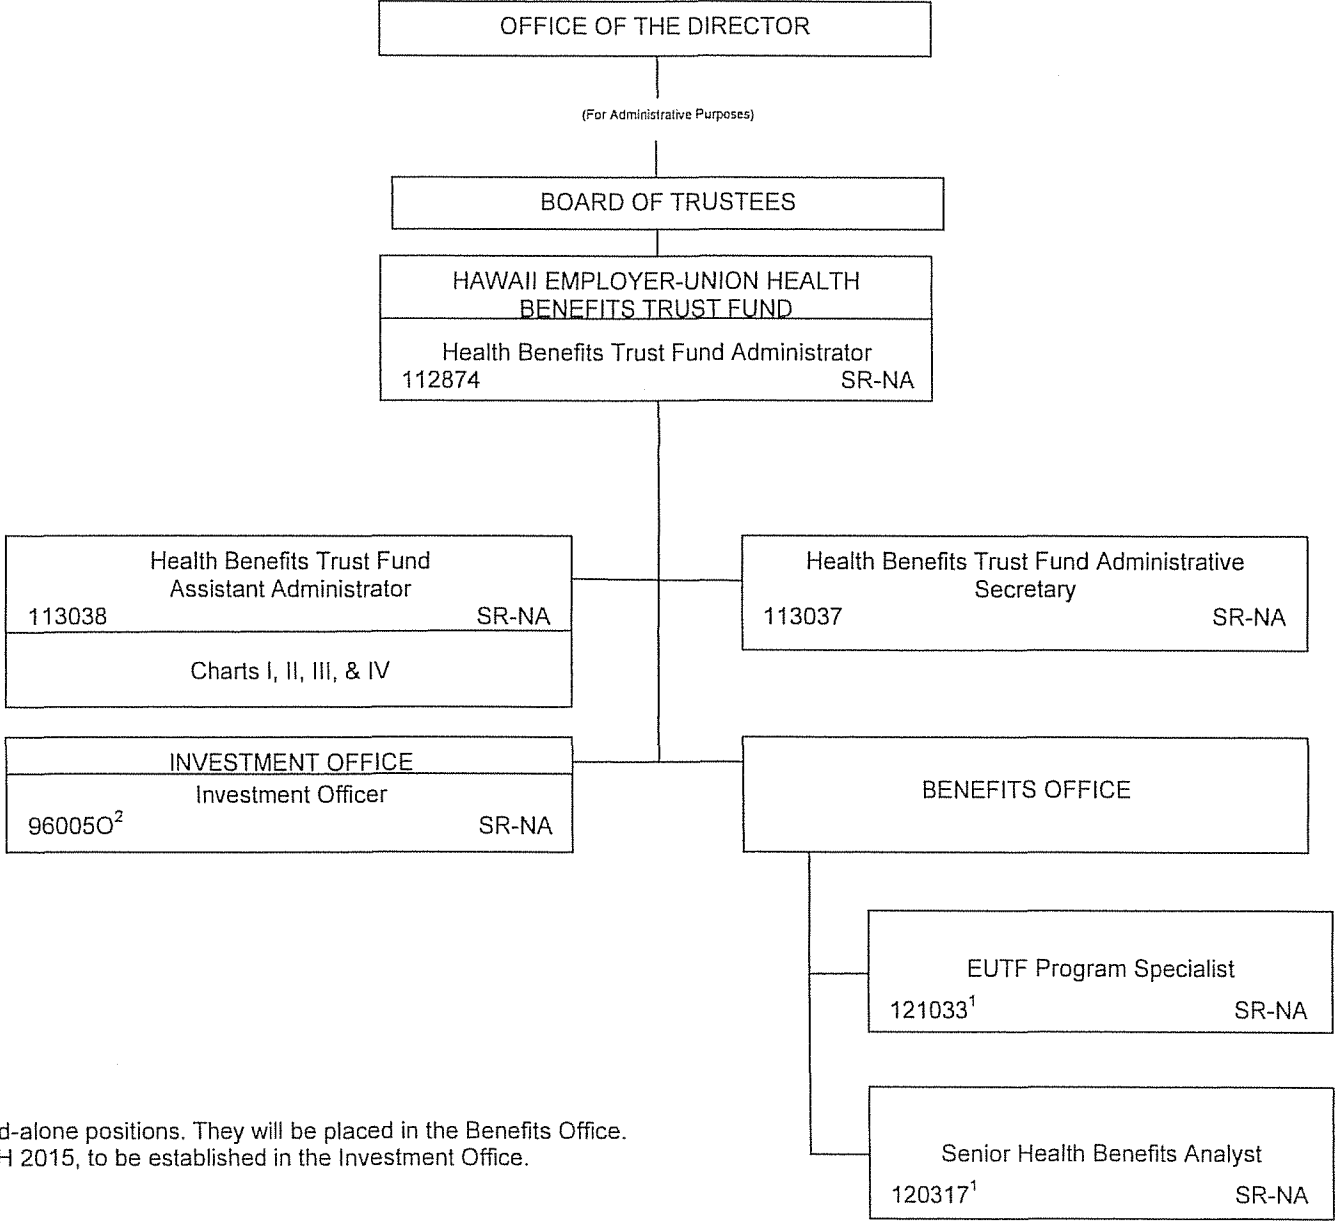 OFFICE OF THE DIRECTOR
(For Administrative Purposes)
BOARD OF TRUSTEES
HAWAII EMPLOYER-UNION HEALTH
BENEFITS TRUST FUND
Health Benefits Trust Fund Administrator
112874 SR-NA
Health Benefits Trust Fund
Assistant Administrator
113038 SR-NA
Charts I, II, III, & IV
Health Benefits Trust Fund Administrative
Secretary
113037 SR-NA
INVESTMENT OFFICE
Investment Officer
96005O² SR-NA
BENEFITS OFFICE
EUTF Program Specialist
121033¹ SR-NA
Senior Health Benefits Analyst
120317¹ SR-NA
d-alone positions. They will be placed in the Benefits Office.
H 2015, to be established in the Investment Office.